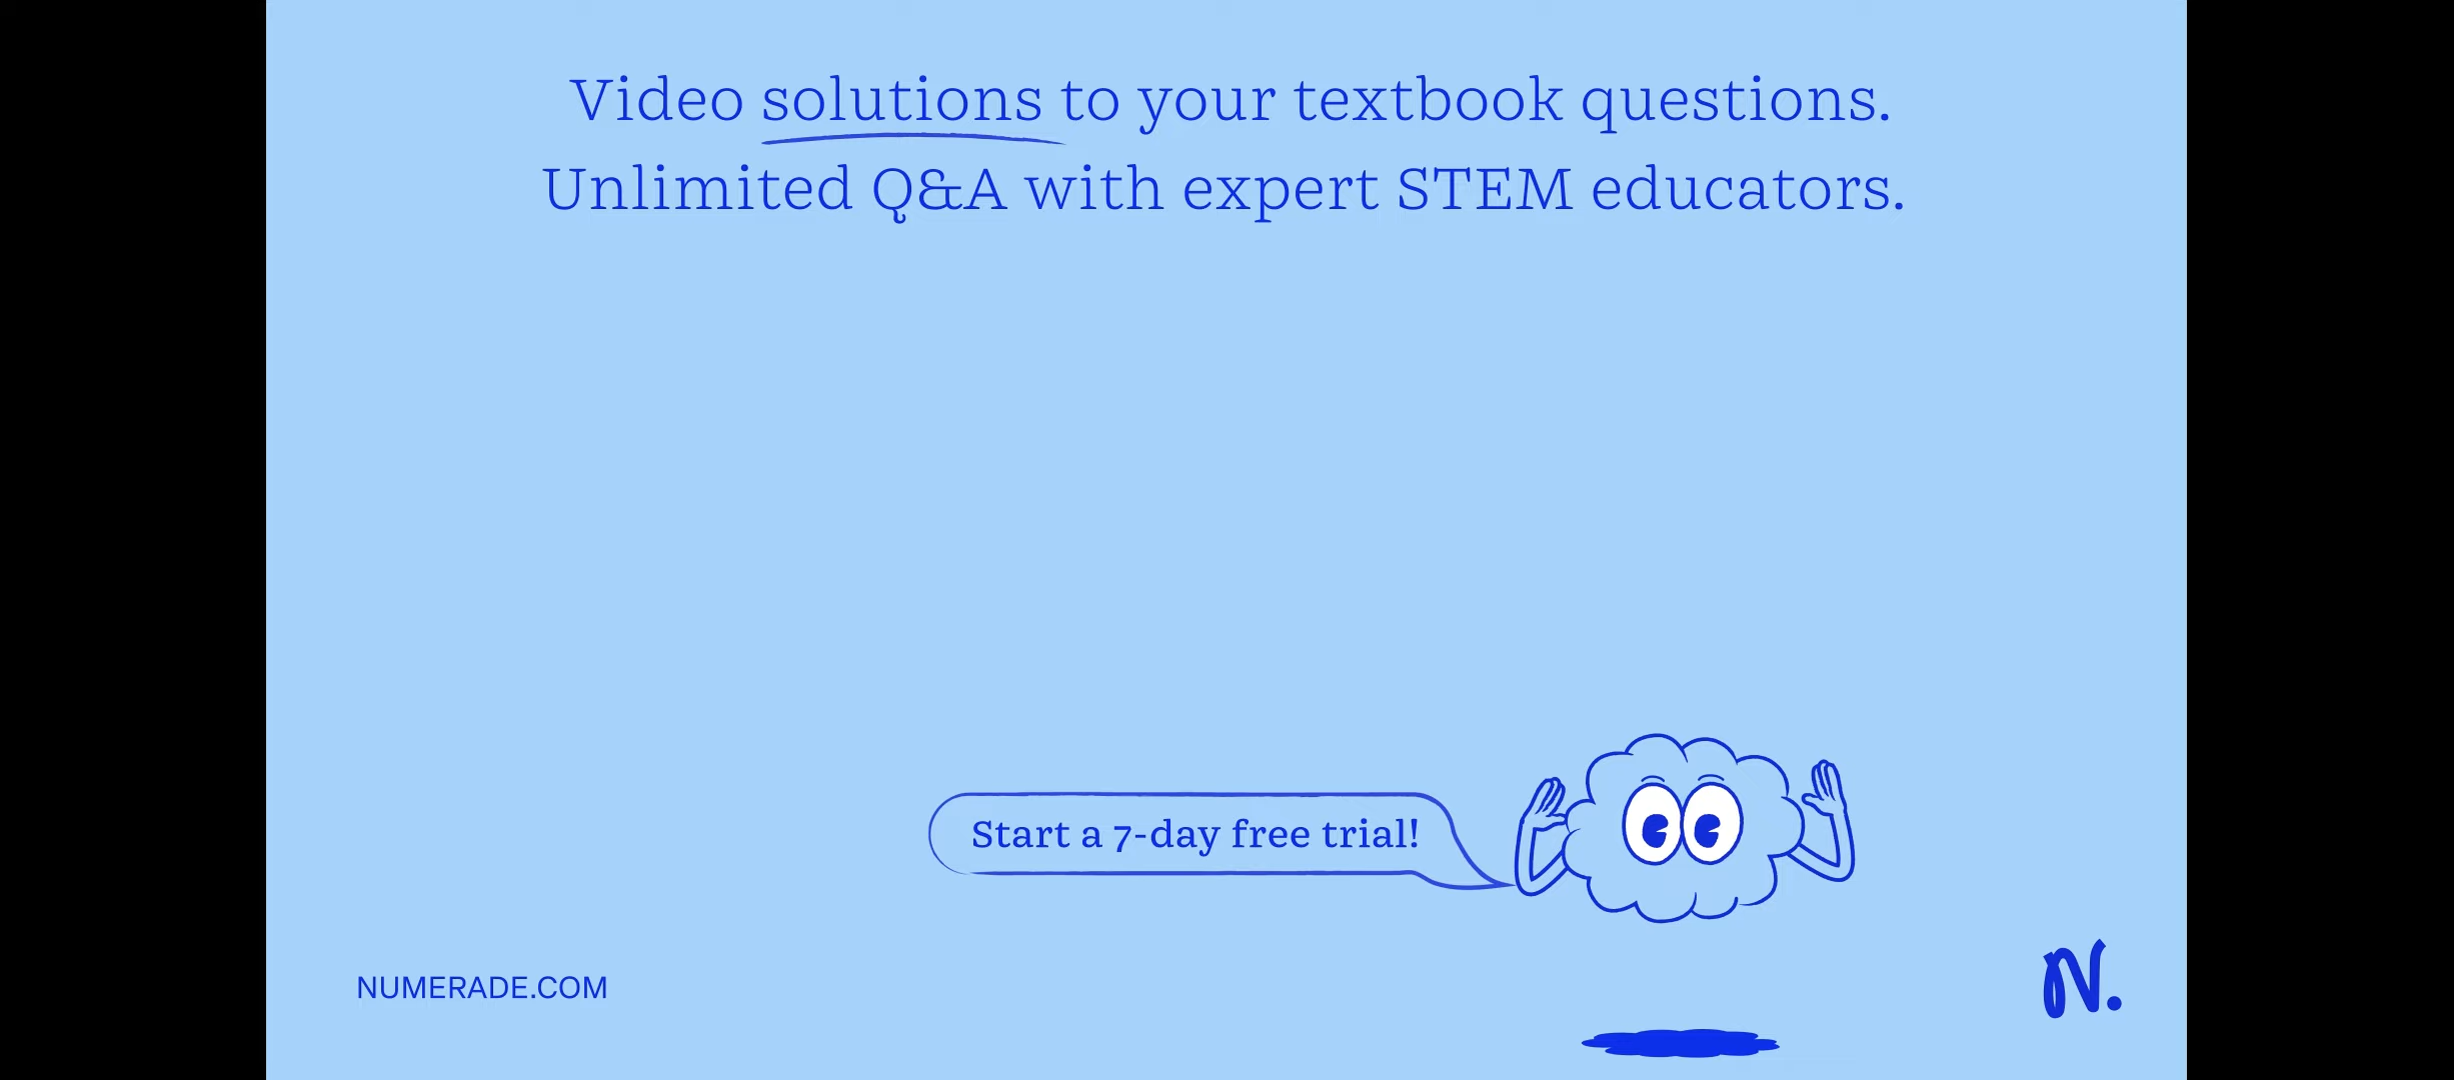 Video solutions to your textbook questions.
Unlimited Q&A with expert STEM educators.
Start a 7-day free trial!
NUMERADE.COM
N.